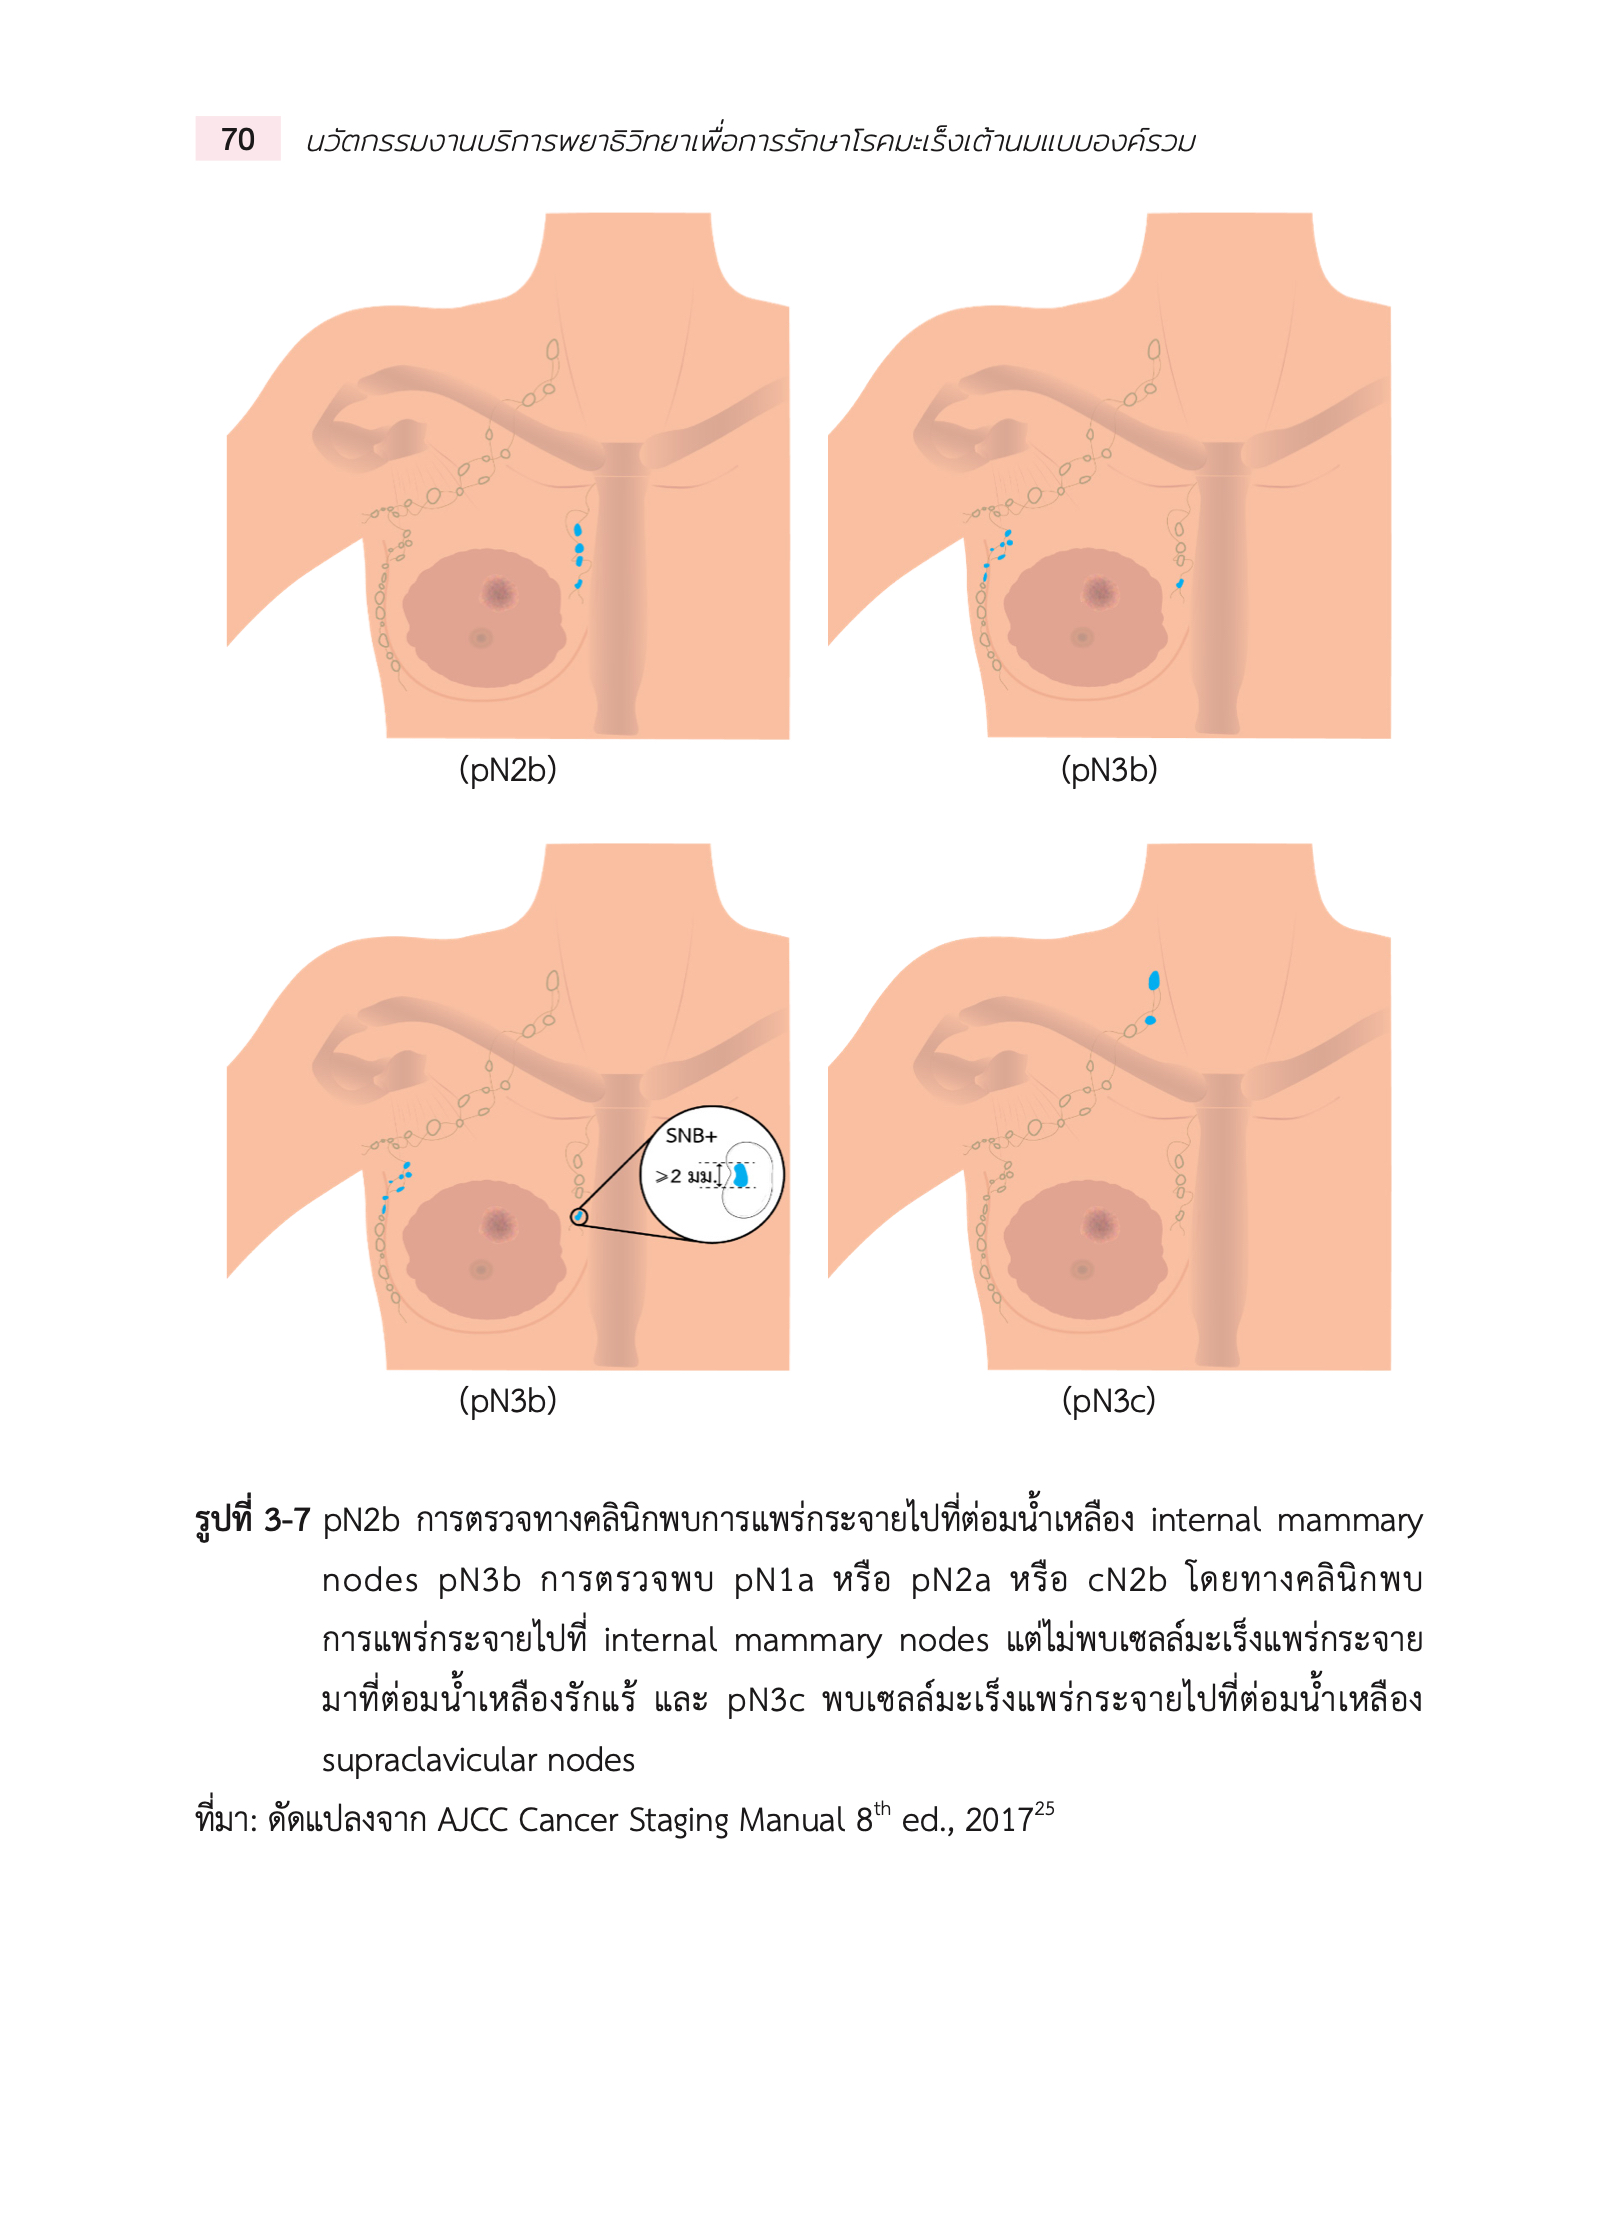 70 นวัตกรรมงานบริการพยาธิวิทยาเพื่อการรักษาโรคมะเร็งเต้านมแบบองค์รวม
(pN2b) (pN3b)
SNB+
≥2 มม.
(pN3b) (pN3c)
รูปที่ 3-7 pN2b การตรวจทางคลินิกพบการแพร่กระจายไปที่ต่อมน้ำเหลือง internal mammary
nodes pN3b การตรวจพบ pN1a หรือ pN2a หรือ cN2b โดยทางคลินิกพบ
การแพร่กระจายไปที่ internal mammary nodes แต่ไม่พบเซลล์มะเร็งแพร่กระจาย
มาที่ต่อมน้ำเหลืองรักแร้ และ pN3c พบเซลล์มะเร็งแพร่กระจายไปที่ต่อมน้ำเหลือง
supraclavicular nodes
ที่มา: ดัดแปลงจาก AJCC Cancer Staging Manual 8th ed., 201725